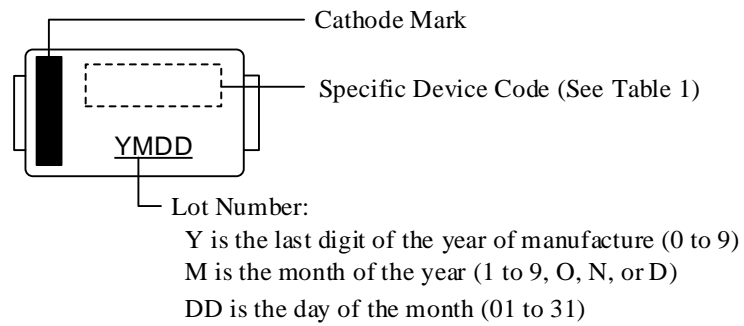 Cathode Mark
Specific Device Code (See Table 1)
YMDD
Lot Number:
Y is the last digit of the year of manufacture (0 to 9)
M is the month of the year (1 to 9, O, N, or D)
DD is the day of the month (01 to 31)